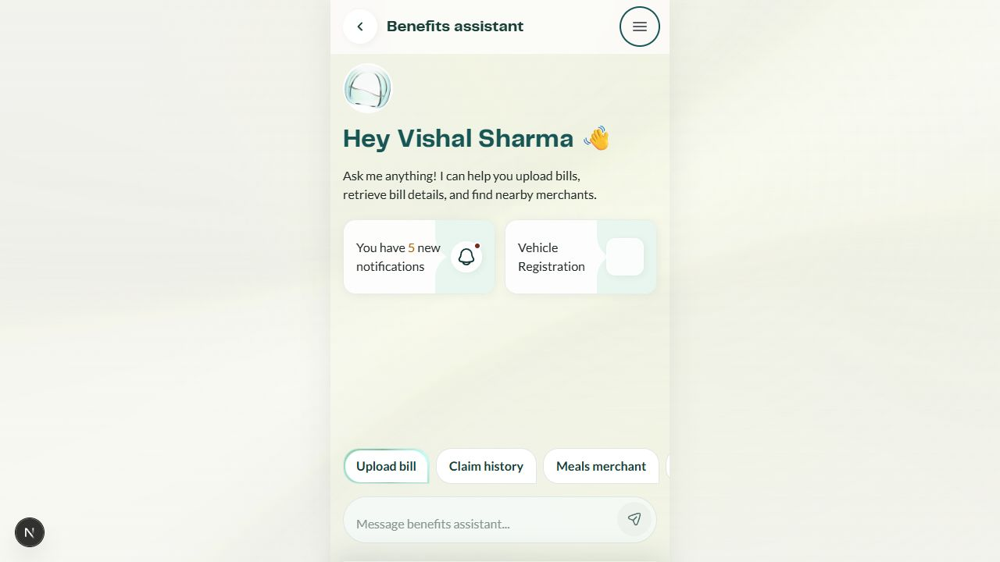 Benefits assistant
Hey Vishal Sharma 👋
Ask me anything! I can help you upload bills,
retrieve bill details, and find nearby merchants.
You have 5 new
notifications
Vehicle
Registration
Upload bill
Claim history
Meals merchant
Message benefits assistant...
N